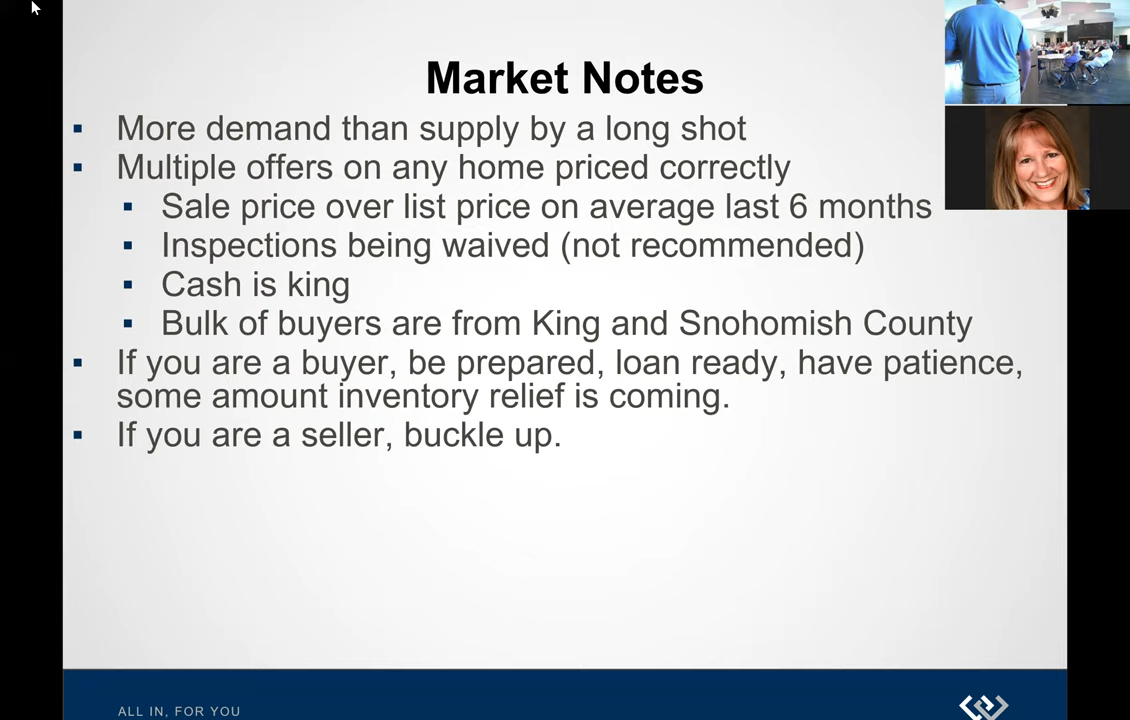 Market Notes
More demand than supply by a long shot
Multiple offers on any home priced correctly
Sale price over list price on average last 6 months
Inspections being waived (not recommended)
Cash is king
Bulk of buyers are from King and Snohomish County
If you are a buyer, be prepared, loan ready, have patience,
some amount inventory relief is coming.
If you are a seller, buckle up.
ALL IN, FOR YOU